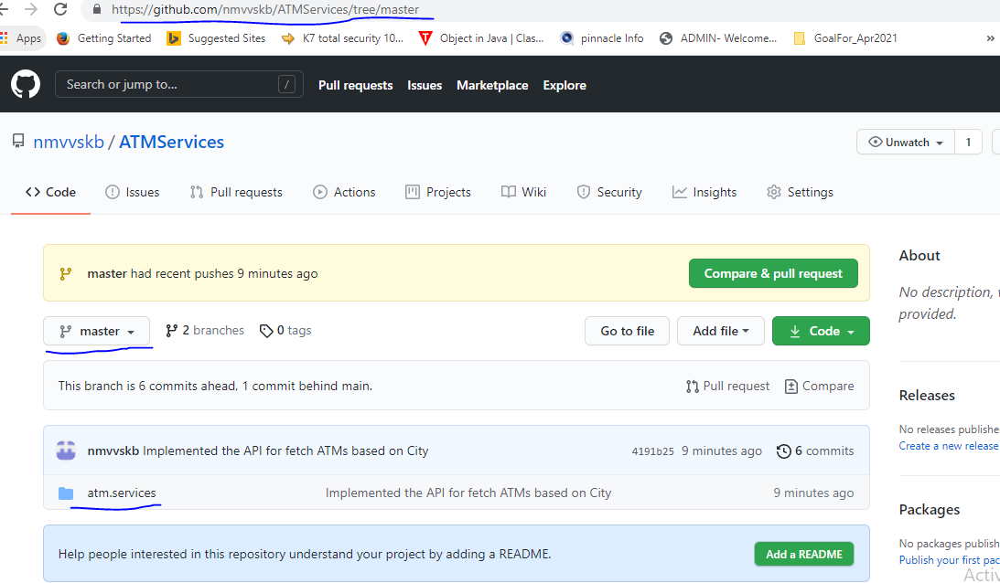 https://github.com/nmvvskb/ATMServices/tree/master
Apps Getting Started Suggested Sites K7 total security 10... Object in Java | Clas... pinnacle Info ADMIN- Welcome... GoalFor_Apr2021 »
Search or jump to... / Pull requests Issues Marketplace Explore
nmvvskb / ATMServices Unwatch 1
Code Issues Pull requests Actions Projects Wiki Security Insights Settings
master had recent pushes 9 minutes ago Compare & pull request
About
No description,
provided.
master 2 branches 0 tags Go to file Add file Code
This branch is 6 commits ahead, 1 commit behind main. Pull request Compare
Releases
No releases publishe
Create a new release
nmvvskb Implemented the API for fetch ATMs based on City 4191b25 9 minutes ago 6 commits
atm.services Implemented the API for fetch ATMs based on City 9 minutes ago
Packages
No packages publish
Publish your first pac
Help people interested in this repository understand your project by adding a README. Add a README
Activ